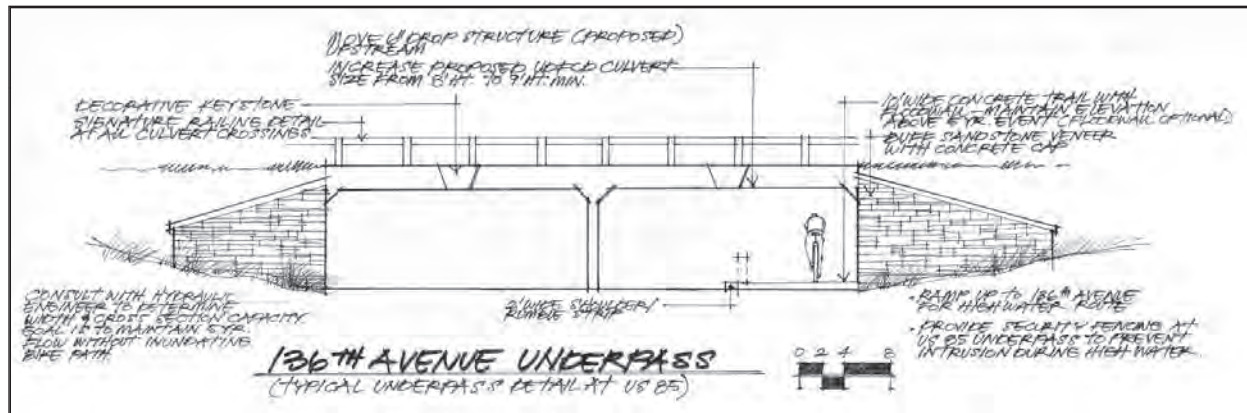 MOVE 6" DROP STRUCTURE (PROPOSED)
UPSTREAM
INCREASE PROPOSED UDFCD CULVERT
SIZE FROM 8' HT. TO 9' HT. MIN.
DECORATIVE KEYSTONE
SIGNATURE RAILING DETAIL
AT ALL CULVERT CROSSINGS
10' WIDE CONCRETE TRAIL WITH
FLOODWALL - MAINTAIN ELEVATION
ABOVE 5 YR. EVENT (FLOODWALL OPTIONAL)
BUFF SANDSTONE VENEER
WITH CONCRETE CAP
CONSULT WITH HYDRAULIC
ENGINEER TO DETERMINE
WIDTH & CROSS SECTION CAPACITY.
GOAL IS TO MAINTAIN 5 YR.
FLOW WITHOUT INUNDATING
BIKE PATH.
2' WIDE SHOULDER/
RUMBLE STRIP
• RAMP UP TO 136TH AVENUE
FOR HIGH WATER ROUTE
• PROVIDE SECURITY FENCING AT
US 85 UNDERPASS TO PREVENT
INTRUSION DURING HIGH WATER.
136TH AVENUE UNDERPASS
(TYPICAL UNDERPASS DETAIL AT US 85)
0 2 4 8